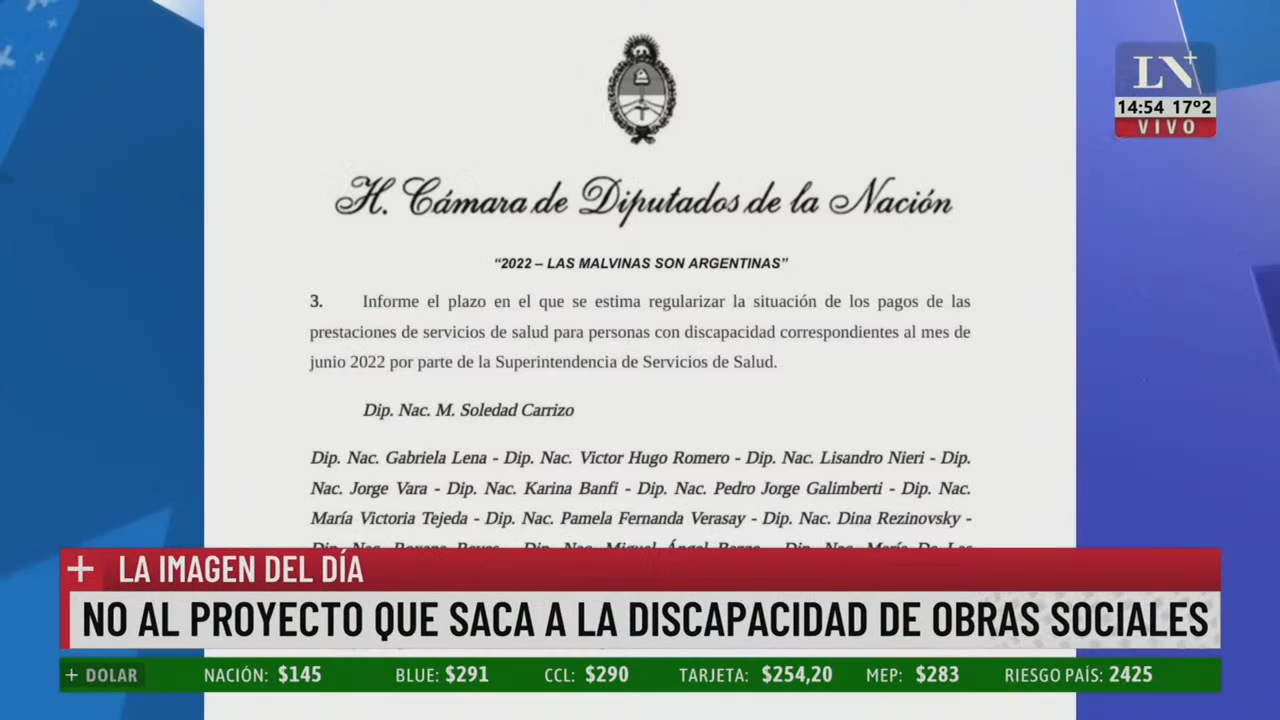 LN+
14:54 17º2
VIVO
H. Cámara de Diputados de la Nación
“2022 – LAS MALVINAS SON ARGENTINAS”
3. Informe el plazo en el que se estima regularizar la situación de los pagos de las
prestaciones de servicios de salud para personas con discapacidad correspondientes al mes de
junio 2022 por parte de la Superintendencia de Servicios de Salud.
Dip. Nac. M. Soledad Carrizo
Dip. Nac. Gabriela Lena - Dip. Nac. Victor Hugo Romero - Dip. Nac. Lisandro Nieri - Dip.
Nac. Jorge Vara - Dip. Nac. Karina Banfi - Dip. Nac. Pedro Jorge Galimberti - Dip. Nac.
María Victoria Tejeda - Dip. Nac. Pamela Fernanda Verasay - Dip. Nac. Dina Rezinovsky -
+ LA IMAGEN DEL DÍA
NO AL PROYECTO QUE SACA A LA DISCAPACIDAD DE OBRAS SOCIALES
+ DOLAR NACIÓN: $145 BLUE: $291 CCL: $290 TARJETA: $254,20 MEP: $283 RIESGO PAÍS: 2425